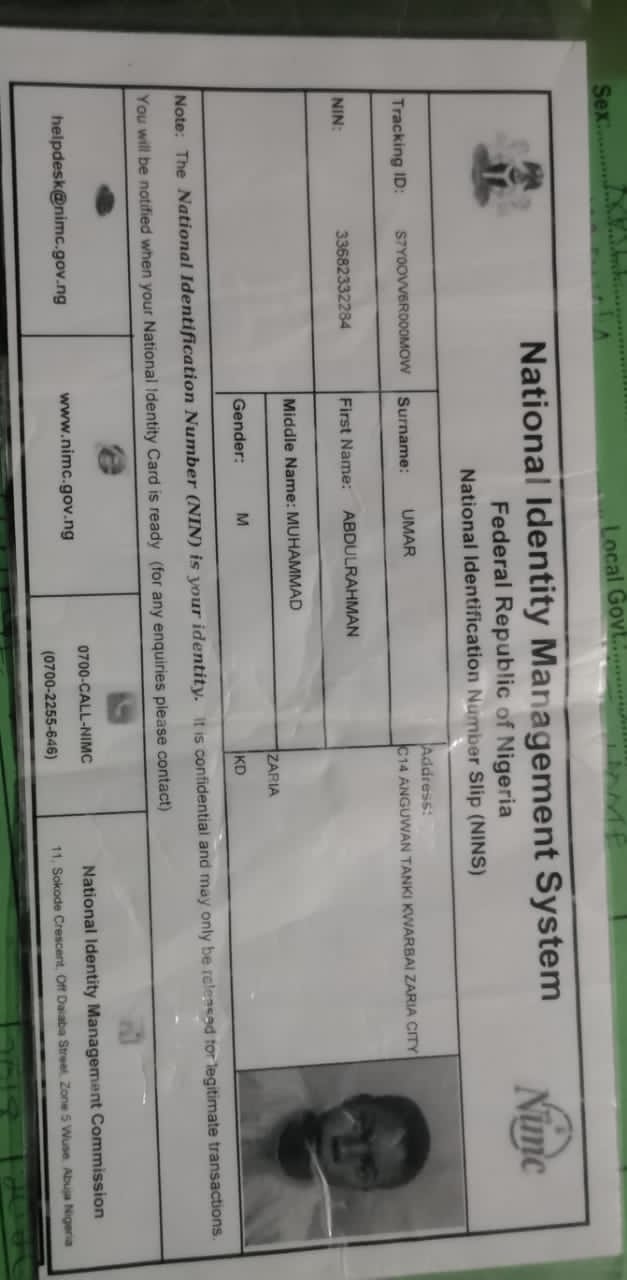 National Identity Management System
Federal Republic of Nigeria
National Identification Number Slip (NINS)
Nimc
Tracking ID: S7Y0OVV6R000MOW
Surname: UMAR
Address:
C14 ANGUWAN TANKI KWARBAI ZARIA CITY
NIN: 33682332284
First Name: ABDULRAHMAN
Middle Name: MUHAMMAD
ZARIA
Gender: M
KD
Note: The National Identification Number (NIN) is your identity. It is confidential and may only be released for legitimate transactions.
You will be notified when your National Identity Card is ready (for any enquiries please contact)
helpdesk@nimc.gov.ng
www.nimc.gov.ng
0700-CALL-NIMC
(0700-2255-646)
National Identity Management Commission
11, Sokode Crescent, Off Dalaba Street, Zone 5 Wuse, Abuja Nigeria
Sex:
Local Govt.